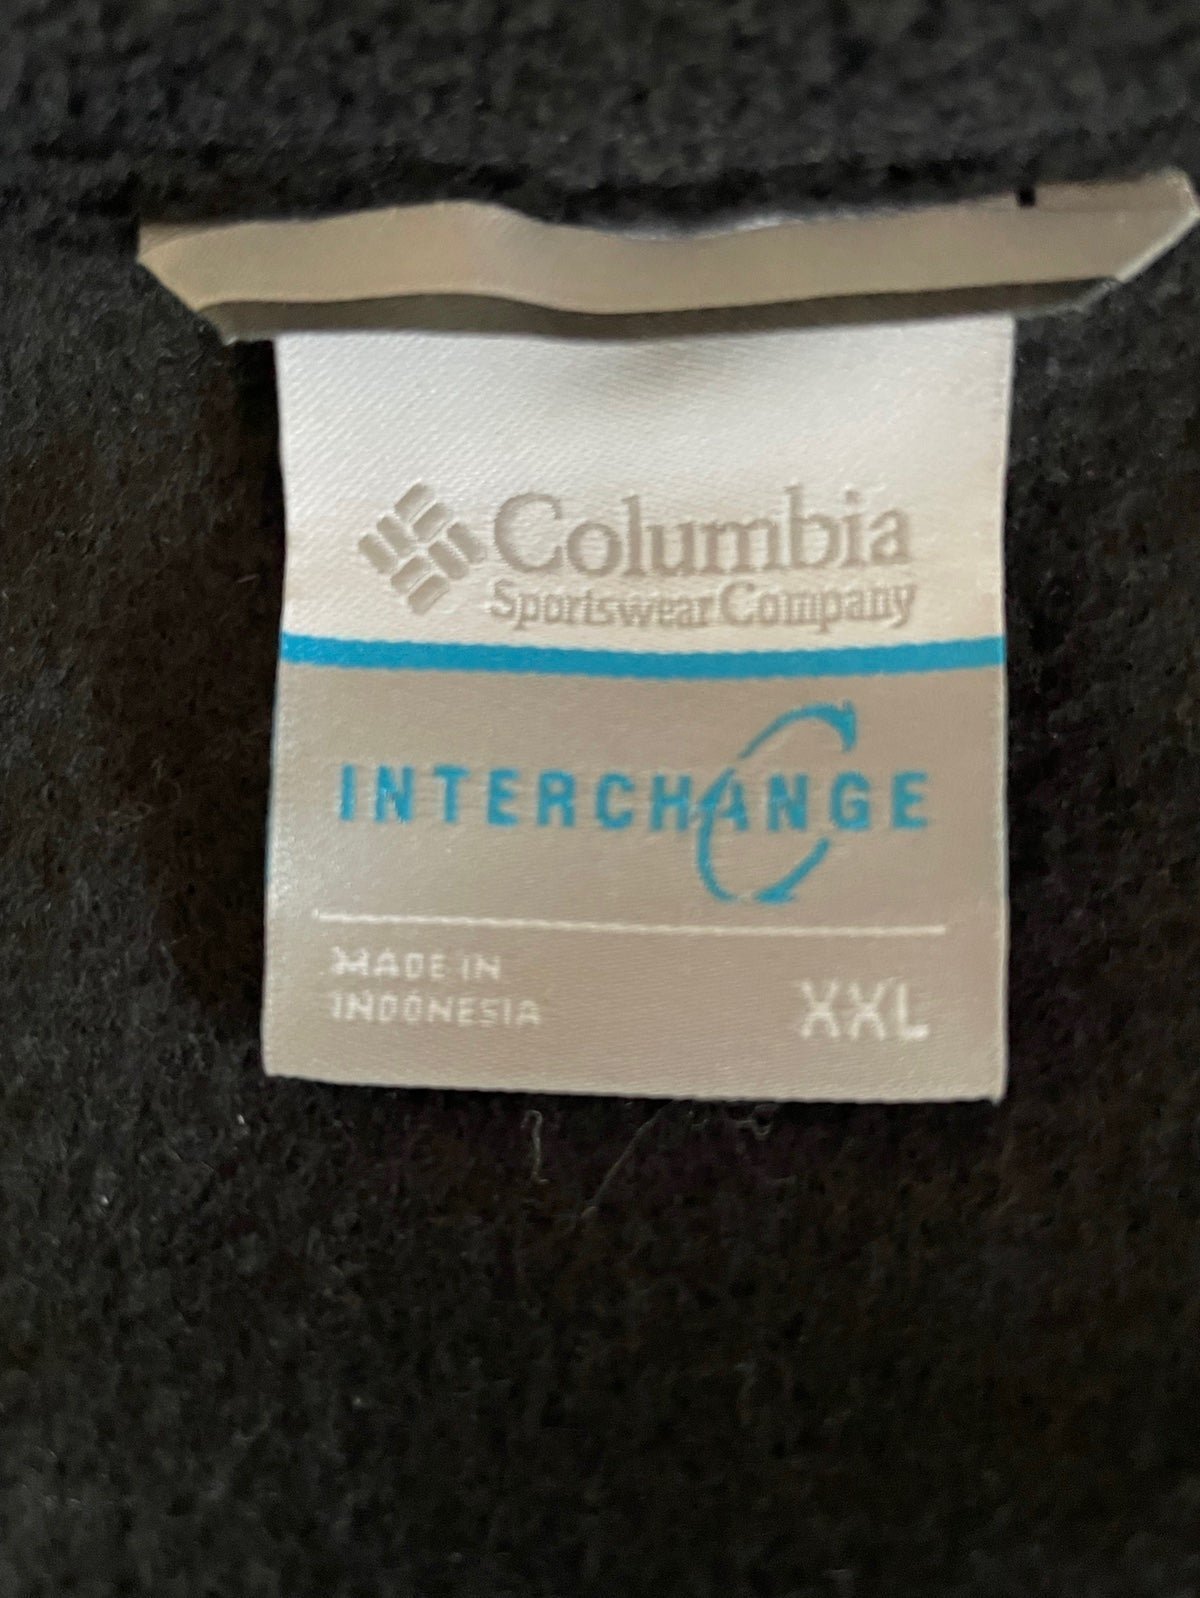 Columbia
Sportswear Company
INTERCHANGE
MADE IN
INDONESIA
XXL